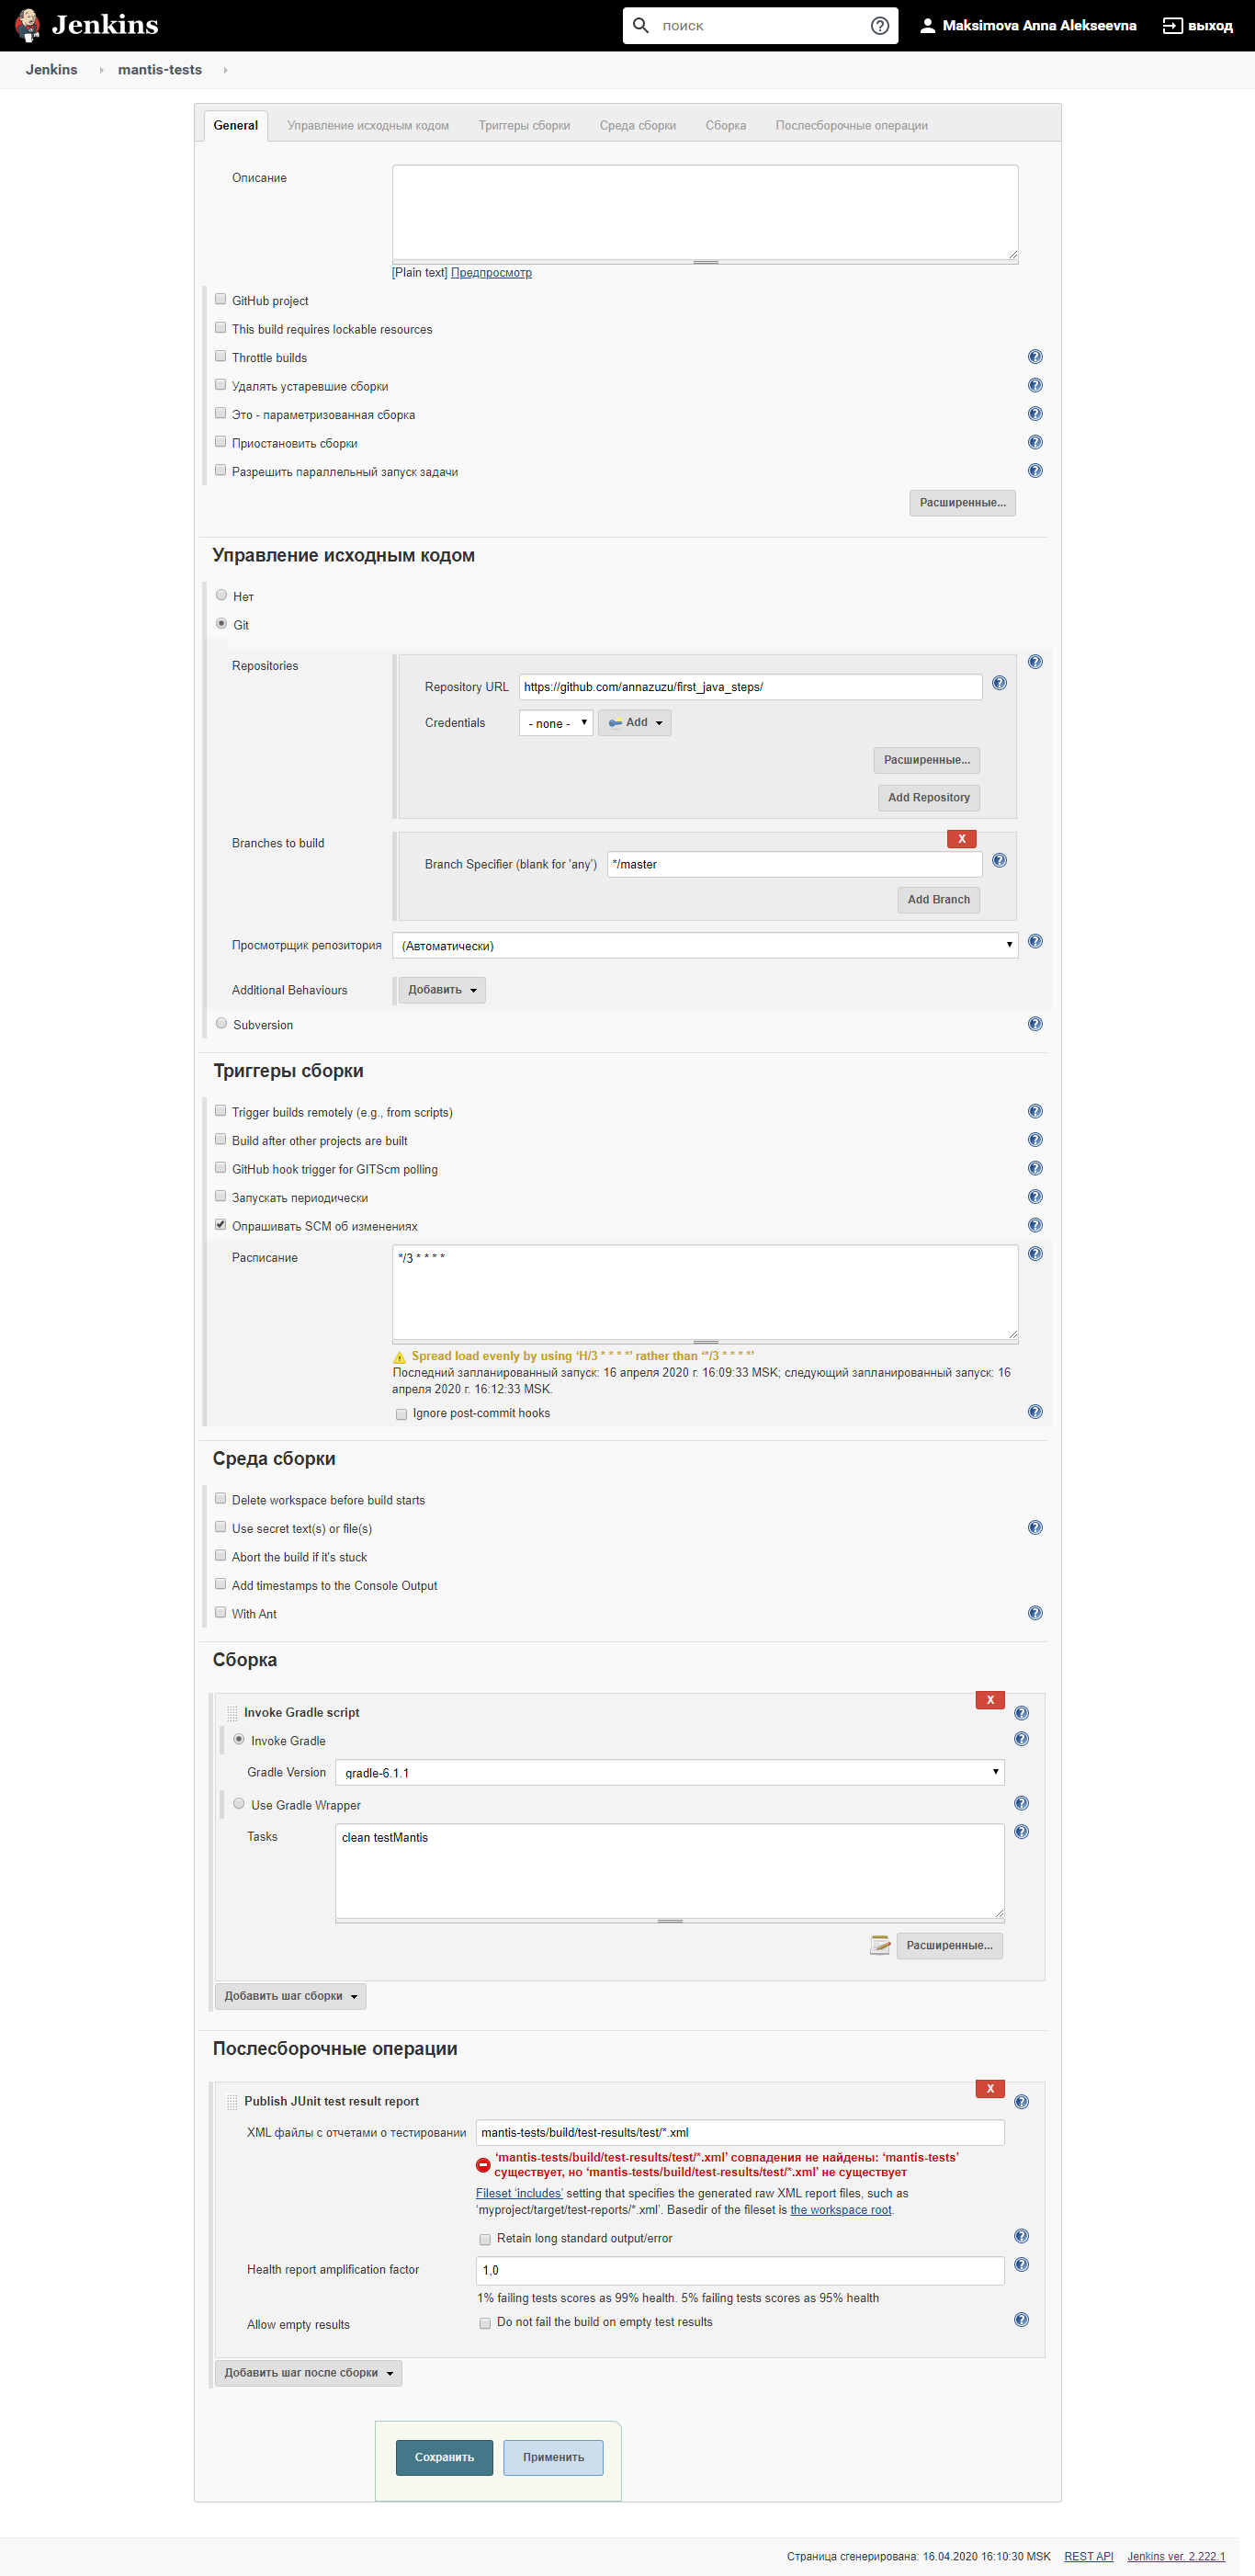 Jenkins
поиск
Maksimova Anna Alekseevna
выход
Jenkins
mantis-tests
General
Управление исходным кодом
Триггеры сборки
Среда сборки
Сборка
Послесборочные операции
Описание
[Plain text] Предпросмотр
GitHub project
This build requires lockable resources
Throttle builds
Удалять устаревшие сборки
Это - параметризованная сборка
Приостановить сборки
Разрешить параллельный запуск задачи
Расширенные...
Управление исходным кодом
Нет
Git
Repositories
Repository URL
https://github.com/annazuzu/first_java_steps/
Credentials
- none -
Add
Расширенные...
Add Repository
Branches to build
X
Branch Specifier (blank for 'any')
*/master
Add Branch
Просмотрщик репозитория
(Автоматически)
Additional Behaviours
Добавить
Subversion
Триггеры сборки
Trigger builds remotely (e.g., from scripts)
Build after other projects are built
GitHub hook trigger for GITScm polling
Запускать периодически
Опрашивать SCM об изменениях
Расписание
*/3 * * * *
Spread load evenly by using ‘H/3 * * * *’ rather than ‘*/3 * * * *’
Последний запланированный запуск: 16 апреля 2020 г. 16:09:33 MSK; следующий запланированный запуск: 16
апреля 2020 г. 16:12:33 MSK.
Ignore post-commit hooks
Среда сборки
Delete workspace before build starts
Use secret text(s) or file(s)
Abort the build if it's stuck
Add timestamps to the Console Output
With Ant
Сборка
X
Invoke Gradle script
Invoke Gradle
Gradle Version
gradle-6.1.1
Use Gradle Wrapper
Tasks
clean testMantis
Расширенные...
Добавить шаг сборки
Послесборочные операции
X
Publish JUnit test result report
XML файлы с отчетами о тестировании
mantis-tests/build/test-results/test/*.xml
‘mantis-tests/build/test-results/test/*.xml’ совпадения не найдены: ‘mantis-tests’
существует, но ‘mantis-tests/build/test-results/test/*.xml’ не существует
Fileset ‘includes’ setting that specifies the generated raw XML report files, such as
‘myproject/target/test-reports/*.xml’. Basedir of the fileset is the workspace root.
Retain long standard output/error
Health report amplification factor
1,0
1% failing tests scores as 99% health. 5% failing tests scores as 95% health
Allow empty results
Do not fail the build on empty test results
Добавить шаг после сборки
Сохранить
Применить
Страница сгенерирована: 16.04.2020 16:10:30 MSK
REST API
Jenkins ver. 2.222.1